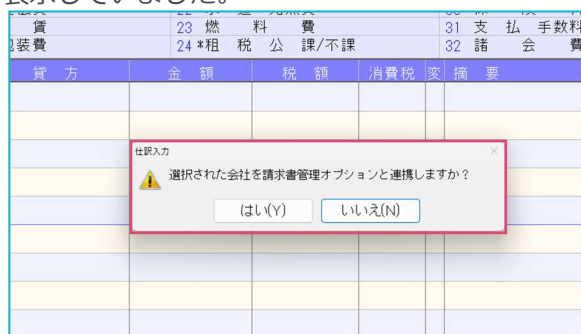 表示していました。
賃 23 燃 料 費 31 支 払 手数料
装費 24 *租 税 公 課/不課 32 諸 会 費
貸 方 金 額 税 額 消費税 変 摘 要
仕訳入力
選択された会社を請求書管理オプションと連携しますか？
はい(Y) いいえ(N)